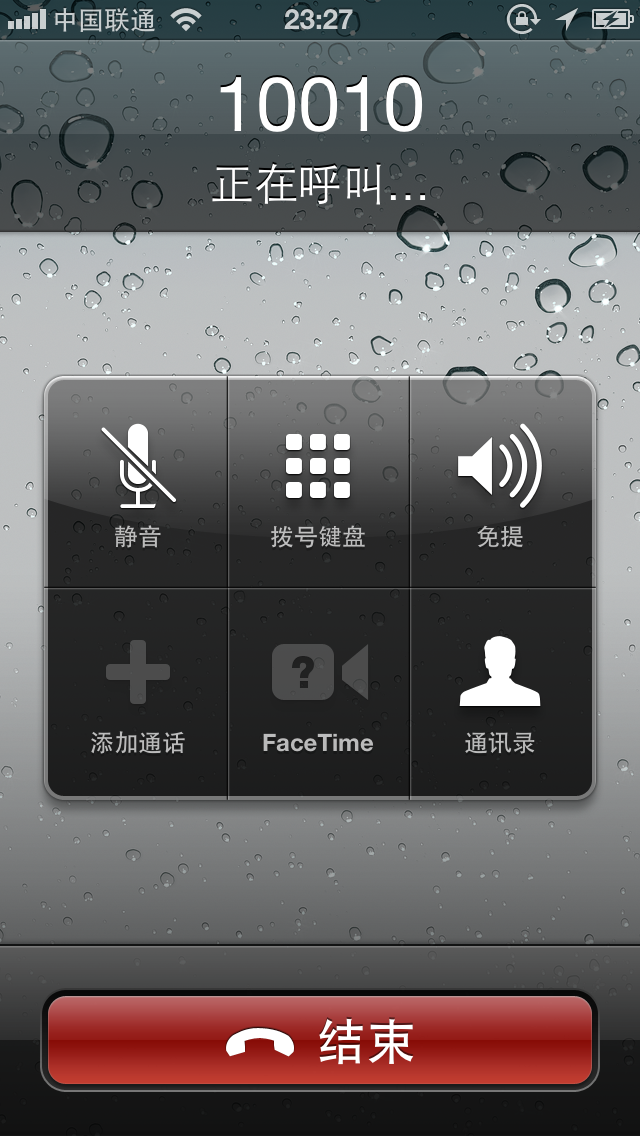 中国联通 23:27
10010
正在呼叫...
静音 拨号键盘 免提
添加通话 FaceTime 通讯录
结束